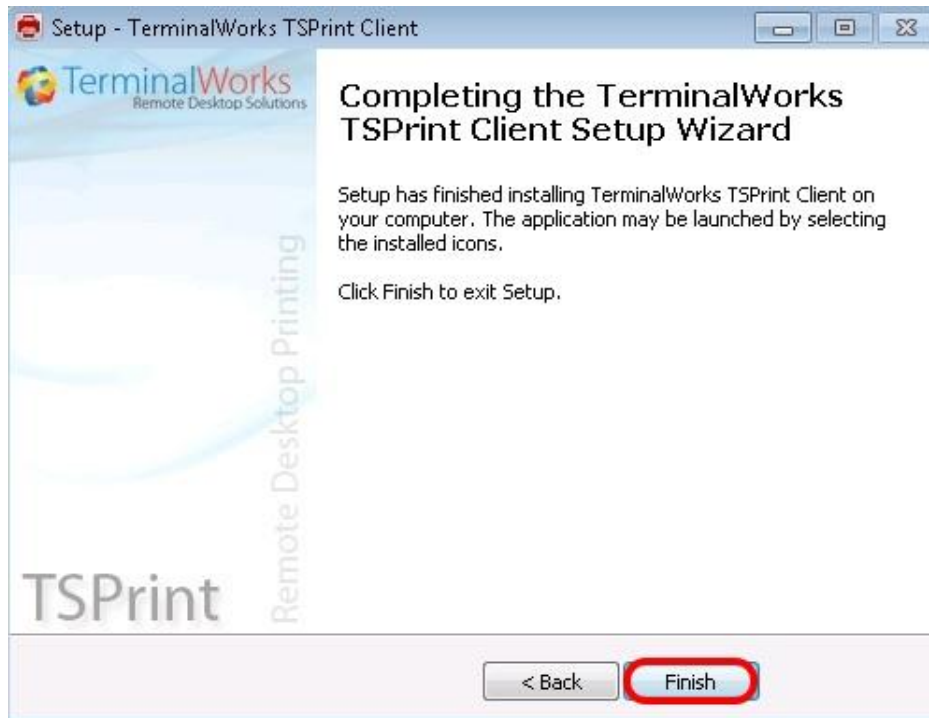 Setup - TerminalWorks TSPrint Client
TerminalWorks
Remote Desktop Solutions
Completing the TerminalWorks
TSPrint Client Setup Wizard
Setup has finished installing TerminalWorks TSPrint Client on
your computer. The application may be launched by selecting
the installed icons.
Click Finish to exit Setup.
Remote Desktop Printing
TSPrint
< Back
Finish